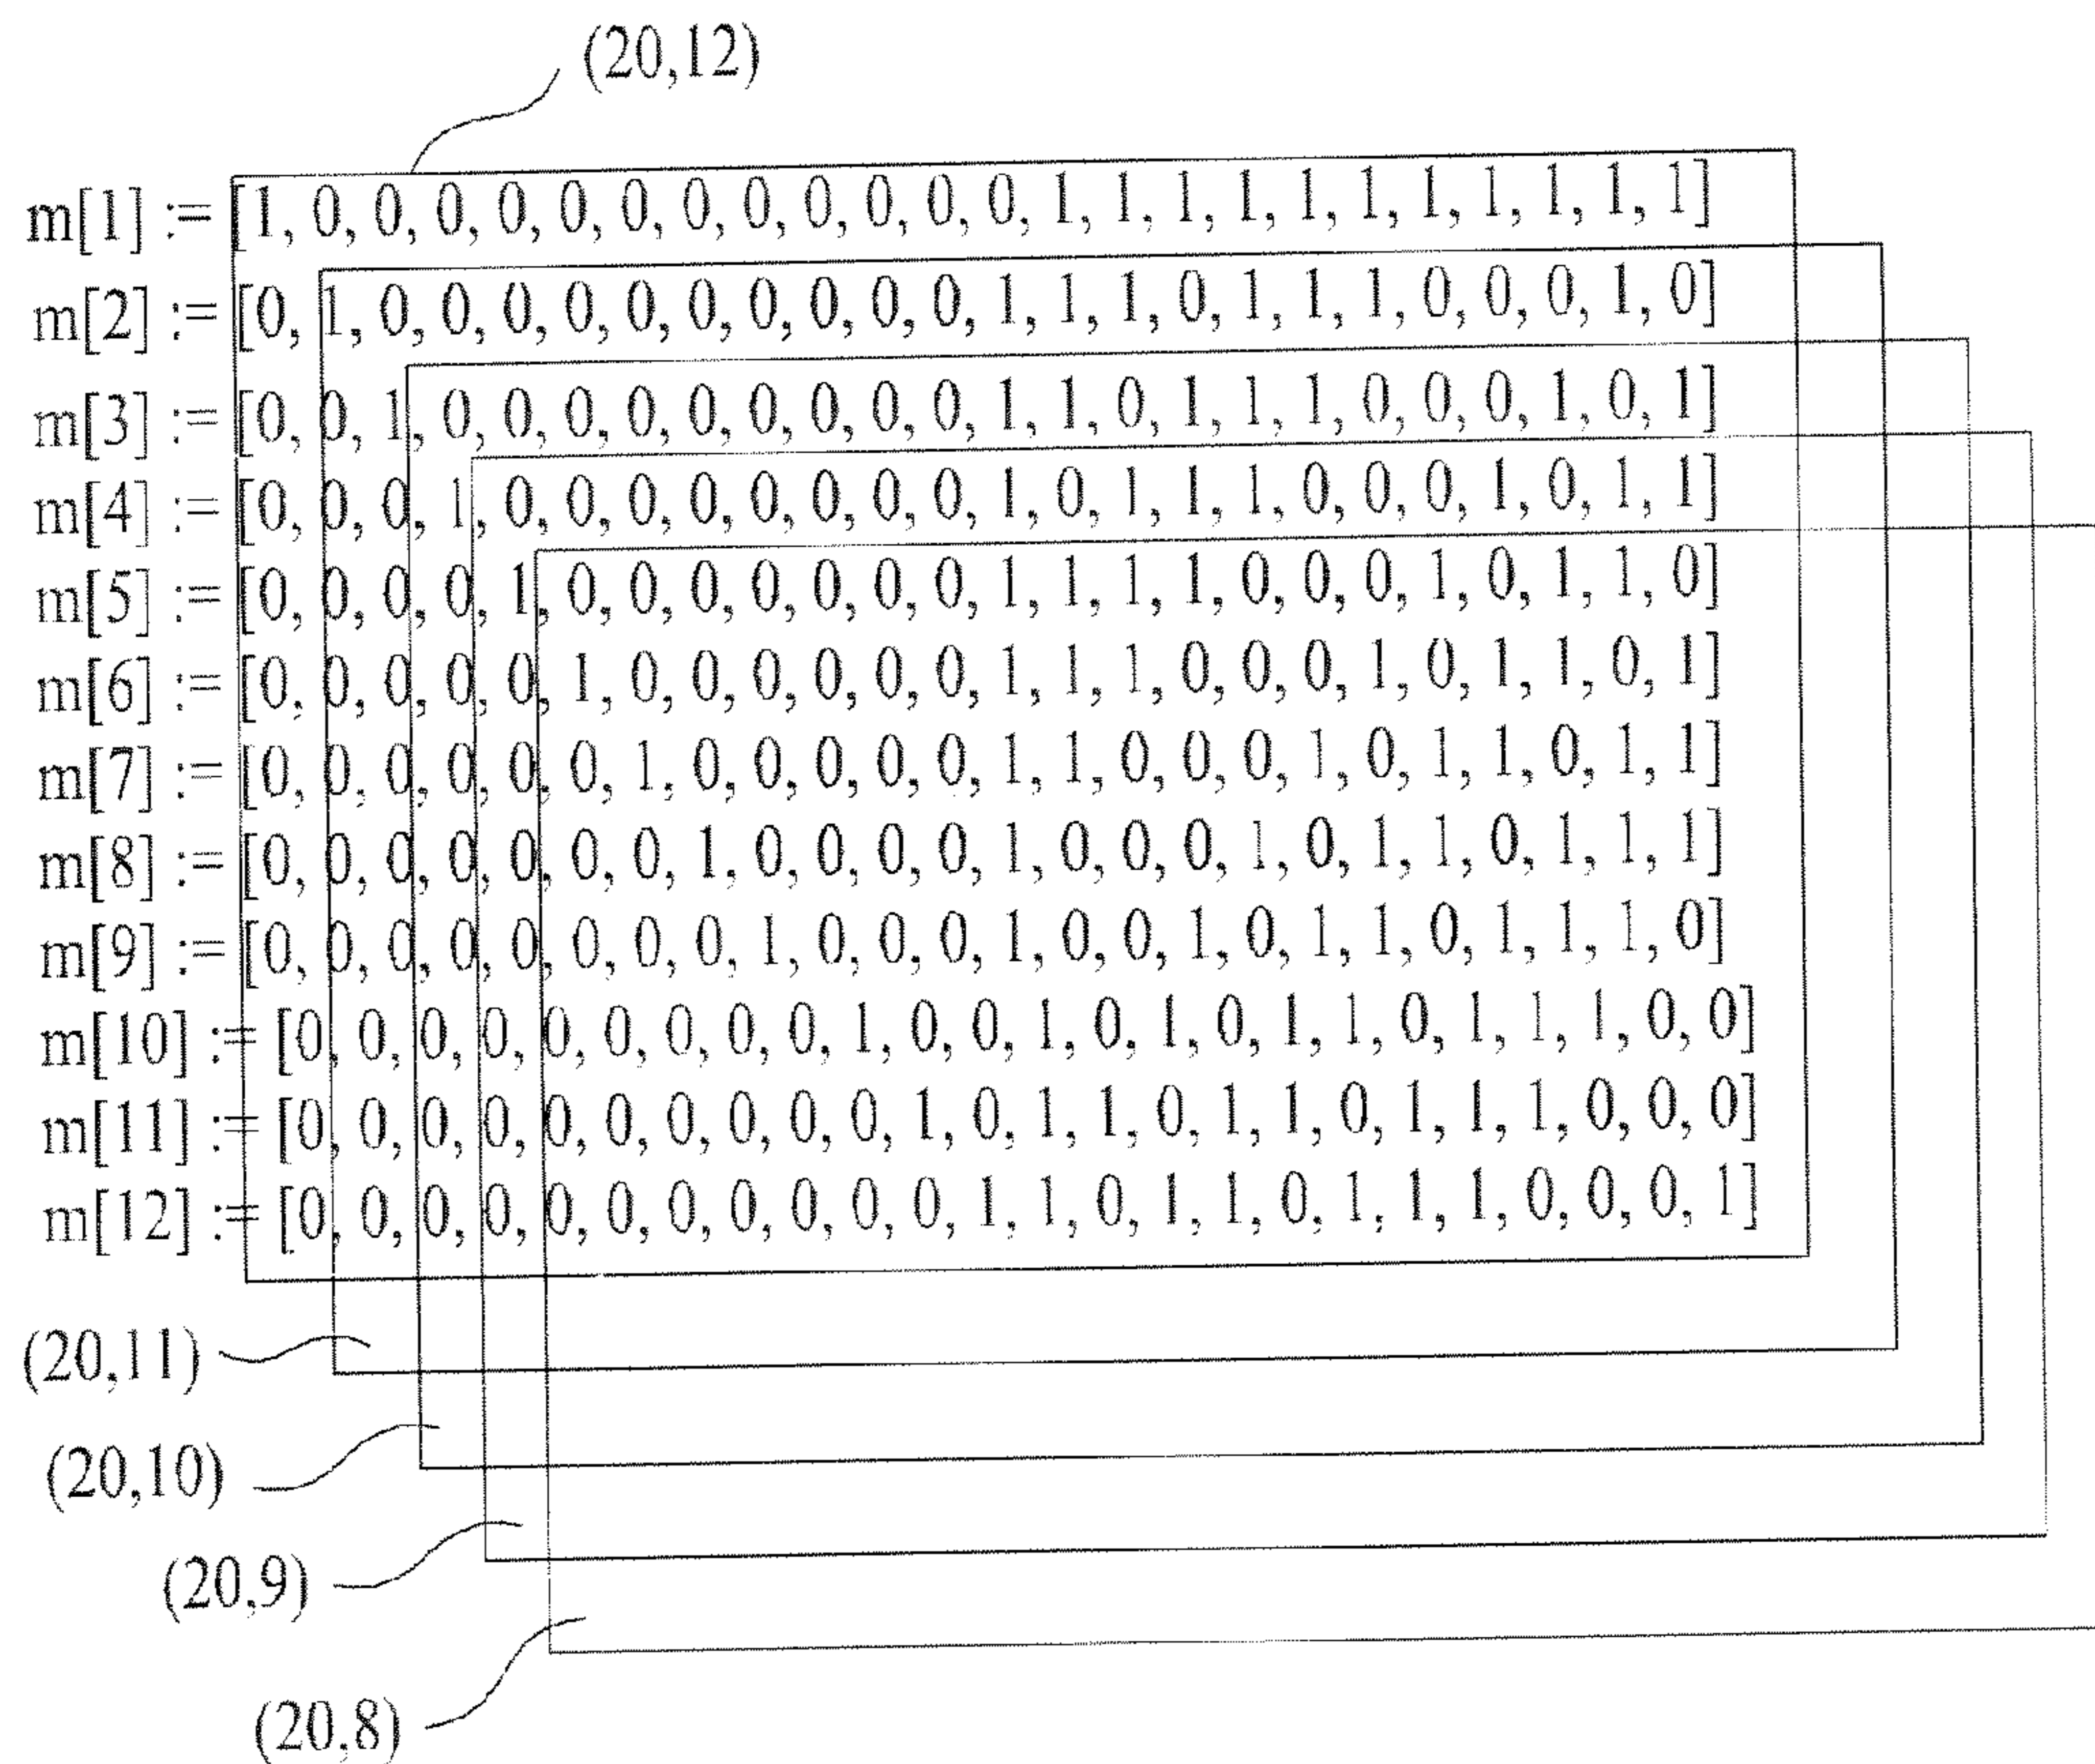 (20,12)
m[1] := [1, 0, 0, 0, 0, 0, 0, 0, 0, 0, 0, 0, 0, 1, 1, 1, 1, 1, 1, 1, 1, 1, 1, 1]
m[2] := [0, 1, 0, 0, 0, 0, 0, 0, 0, 0, 0, 0, 1, 1, 1, 0, 1, 1, 1, 0, 0, 0, 1, 0]
m[3] := [0, 0, 1, 0, 0, 0, 0, 0, 0, 0, 0, 0, 1, 1, 0, 1, 1, 1, 0, 0, 0, 1, 0, 1]
m[4] := [0, 0, 0, 1, 0, 0, 0, 0, 0, 0, 0, 0, 1, 0, 1, 1, 1, 0, 0, 0, 1, 0, 1, 1]
m[5] := [0, 0, 0, 0, 1, 0, 0, 0, 0, 0, 0, 0, 1, 1, 1, 1, 0, 0, 0, 1, 0, 1, 1, 0]
m[6] := [0, 0, 0, 0, 0, 1, 0, 0, 0, 0, 0, 0, 1, 1, 1, 0, 0, 0, 1, 0, 1, 1, 0, 1]
m[7] := [0, 0, 0, 0, 0, 0, 1, 0, 0, 0, 0, 0, 1, 1, 0, 0, 0, 1, 0, 1, 1, 0, 1, 1]
m[8] := [0, 0, 0, 0, 0, 0, 0, 1, 0, 0, 0, 0, 1, 0, 0, 0, 1, 0, 1, 1, 0, 1, 1, 1]
m[9] := [0, 0, 0, 0, 0, 0, 0, 0, 1, 0, 0, 0, 1, 0, 0, 1, 0, 1, 1, 0, 1, 1, 1, 0]
m[10] := [0, 0, 0, 0, 0, 0, 0, 0, 0, 1, 0, 0, 1, 0, 1, 0, 1, 1, 0, 1, 1, 1, 0, 0]
m[11] := [0, 0, 0, 0, 0, 0, 0, 0, 0, 0, 1, 0, 1, 1, 0, 1, 1, 0, 1, 1, 1, 0, 0, 0]
m[12] := [0, 0, 0, 0, 0, 0, 0, 0, 0, 0, 0, 1, 1, 0, 1, 1, 0, 1, 1, 1, 0, 0, 0, 1]
(20,11)
(20,10)
(20,9)
(20,8)